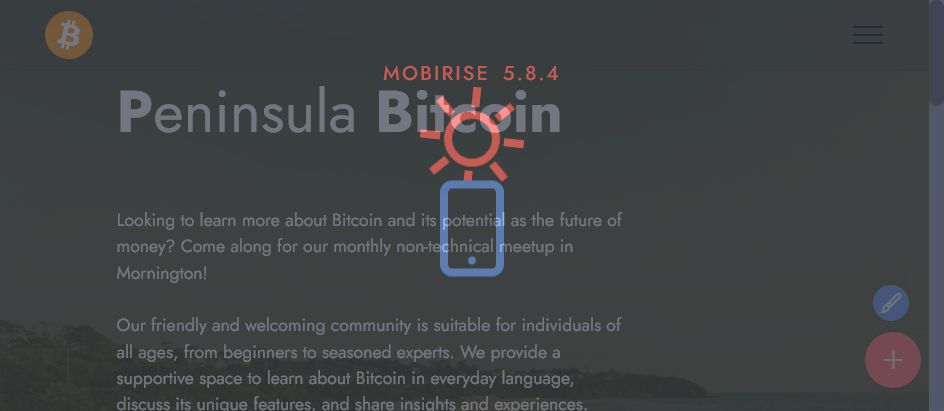 MOBIRISE 5.8.4
Peninsula Bitcoin
Looking to learn more about Bitcoin and its potential as the future of
money? Come along for our monthly non-technical meetup in
Mornington!
Our friendly and welcoming community is suitable for individuals of
all ages, from beginners to seasoned experts. We provide a
supportive space to learn about Bitcoin in everyday language,
discuss its unique features, and share insights and experiences.